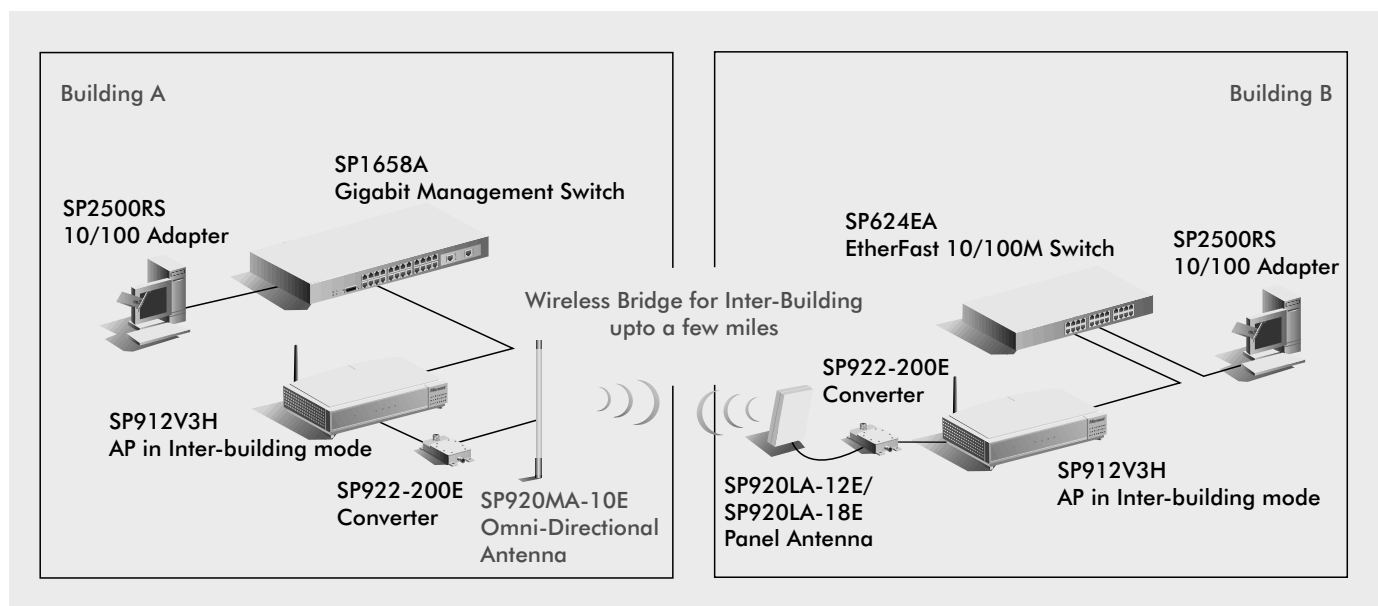 Building A
SP1658A
Gigabit Management Switch
SP2500RS
10/100 Adapter
SP912V3H
AP in Inter-building mode
SP922-200E
Converter
SP920MA-10E
Omni-Directional
Antenna
Wireless Bridge for Inter-Building
upto a few miles
Building B
SP624EA
EtherFast 10/100M Switch
SP2500RS
10/100 Adapter
SP922-200E
Converter
SP920LA-12E/
SP920LA-18E
Panel Antenna
SP912V3H
AP in Inter-building mode